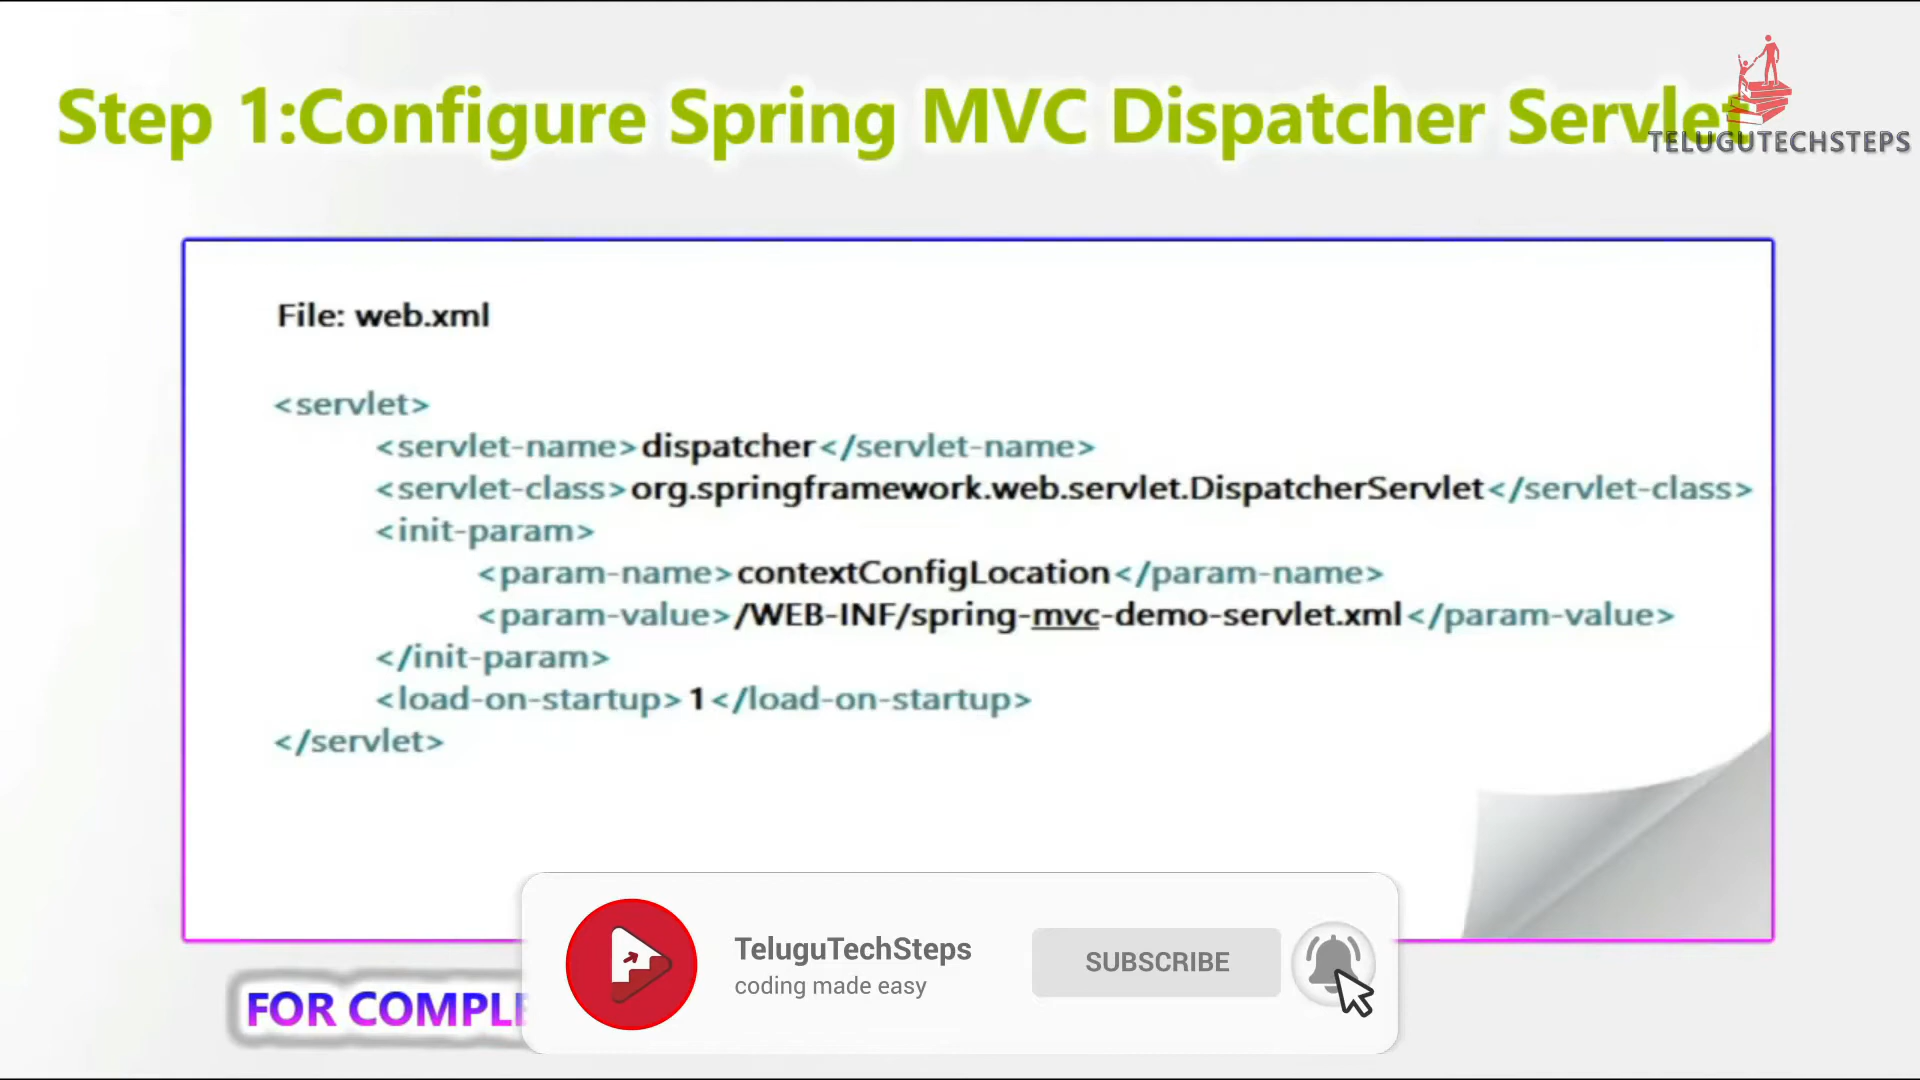 Step 1:Configure Spring MVC Dispatcher Servlet
TELUGUTECHSTEPS
File: web.xml
<servlet>
<servlet-name>dispatcher</servlet-name>
<servlet-class>org.springframework.web.servlet.DispatcherServlet</servlet-class>
<init-param>
<param-name>contextConfigLocation</param-name>
<param-value>/WEB-INF/spring-mvc-demo-servlet.xml</param-value>
</init-param>
<load-on-startup>1</load-on-startup>
</servlet>
TeluguTechSteps
coding made easy
SUBSCRIBE
FOR